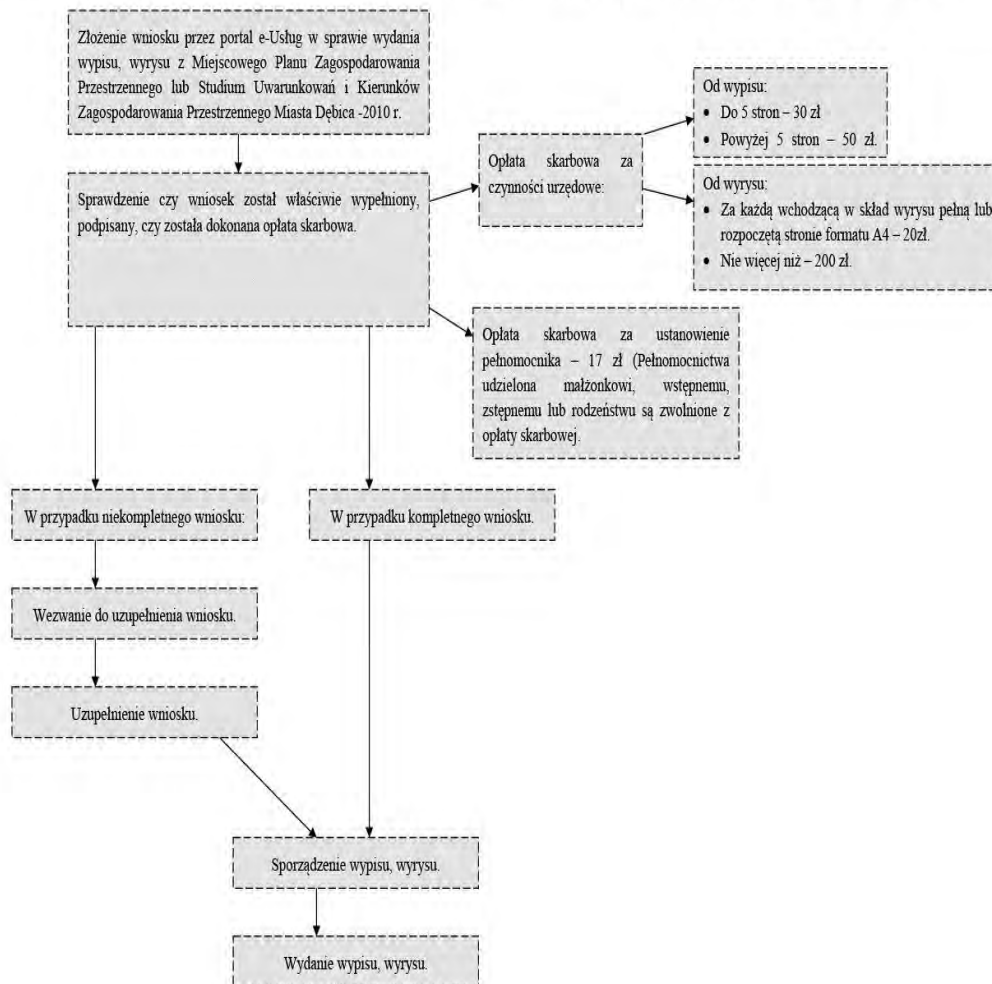 Złożenie wniosku przez portal e-Usług w sprawie wydania
wypisu, wyrysu z Miejscowego Planu Zagospodarowania
Przestrzennego lub Studium Uwarunkowań i Kierunków
Zagospodarowania Przestrzennego Miasta Dębica -2010 r.
Sprawdzenie czy wniosek został właściwie wypełniony,
podpisany, czy została dokonana opłata skarbowa.
Opłata skarbowa za
czynności urzędowe:
Od wypisu:
• Do 5 stron – 30 zł
• Powyżej 5 stron – 50 zł.
Od wyrysu:
• Za każdą wchodzącą w skład wyrysu pełną lub
rozpoczętą stronie formatu A4 – 20zł.
• Nie więcej niż – 200 zł.
Opłata skarbowa za ustanowienie
pełnomocnika – 17 zł (Pełnomocnictwa
udzielona małżonkowi, wstępnemu,
zstępnemu lub rodzeństwu są zwolnione z
opłaty skarbowej.
W przypadku niekompletnego wniosku:
W przypadku kompletnego wniosku.
Wezwanie do uzupełnienia wniosku.
Uzupełnienie wniosku.
Sporządzenie wypisu, wyrysu.
Wydanie wypisu, wyrysu.